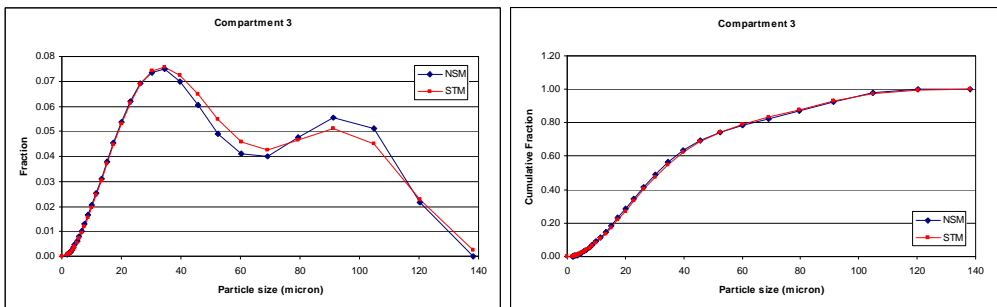 Compartment 3
0.08
0.07
0.06
0.05
0.04
0.03
0.02
0.01
0.00
Fraction
NSM
STM
0 20 40 60 80 100 120 140
Particle size (micron)
Compartment 3
1.20
1.00
0.80
0.60
0.40
0.20
0.00
Cumulative Fraction
NSM
STM
0 20 40 60 80 100 120 140
Particle size (micron)